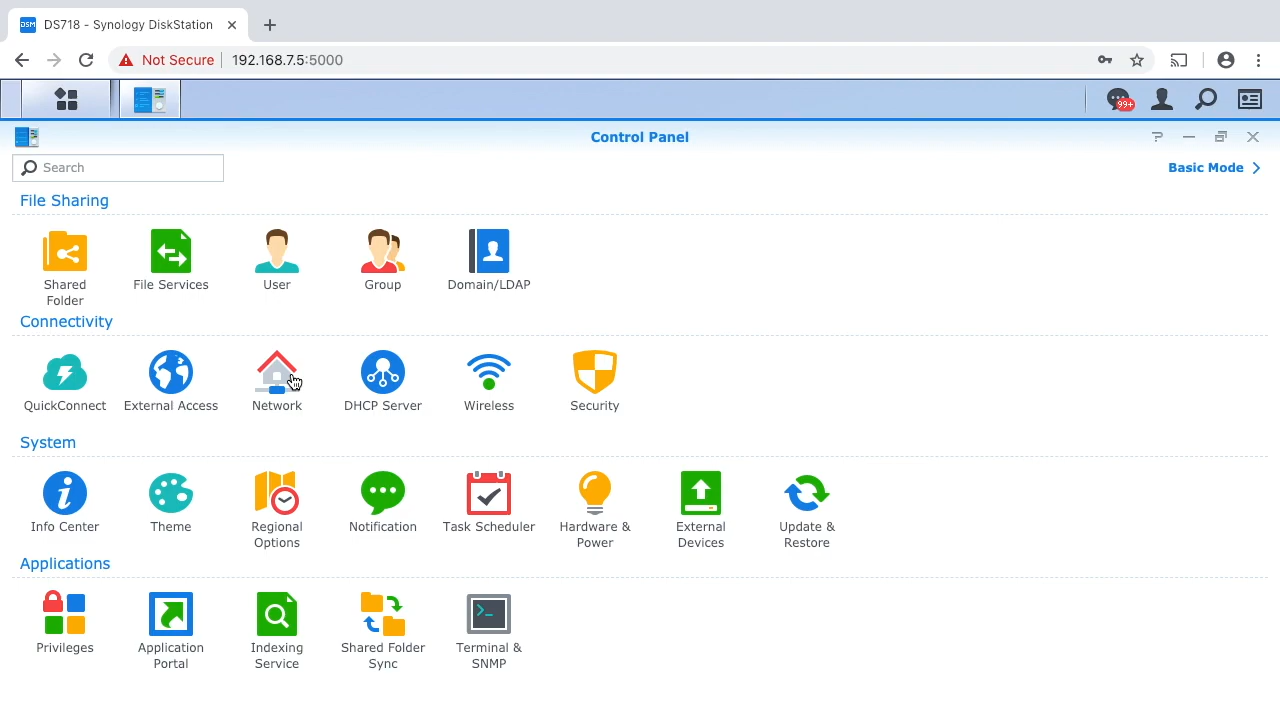 DSM DS718 - Synology DiskStation
Not Secure 192.168.7.5:5000
99+
Control Panel
Search
Basic Mode
File Sharing
Shared Folder
File Services
User
Group
Domain/LDAP
Connectivity
QuickConnect
External Access
Network
DHCP Server
Wireless
Security
System
Info Center
Theme
Regional Options
Notification
Task Scheduler
Hardware & Power
External Devices
Update & Restore
Applications
Privileges
Application Portal
Indexing Service
Shared Folder Sync
Terminal & SNMP